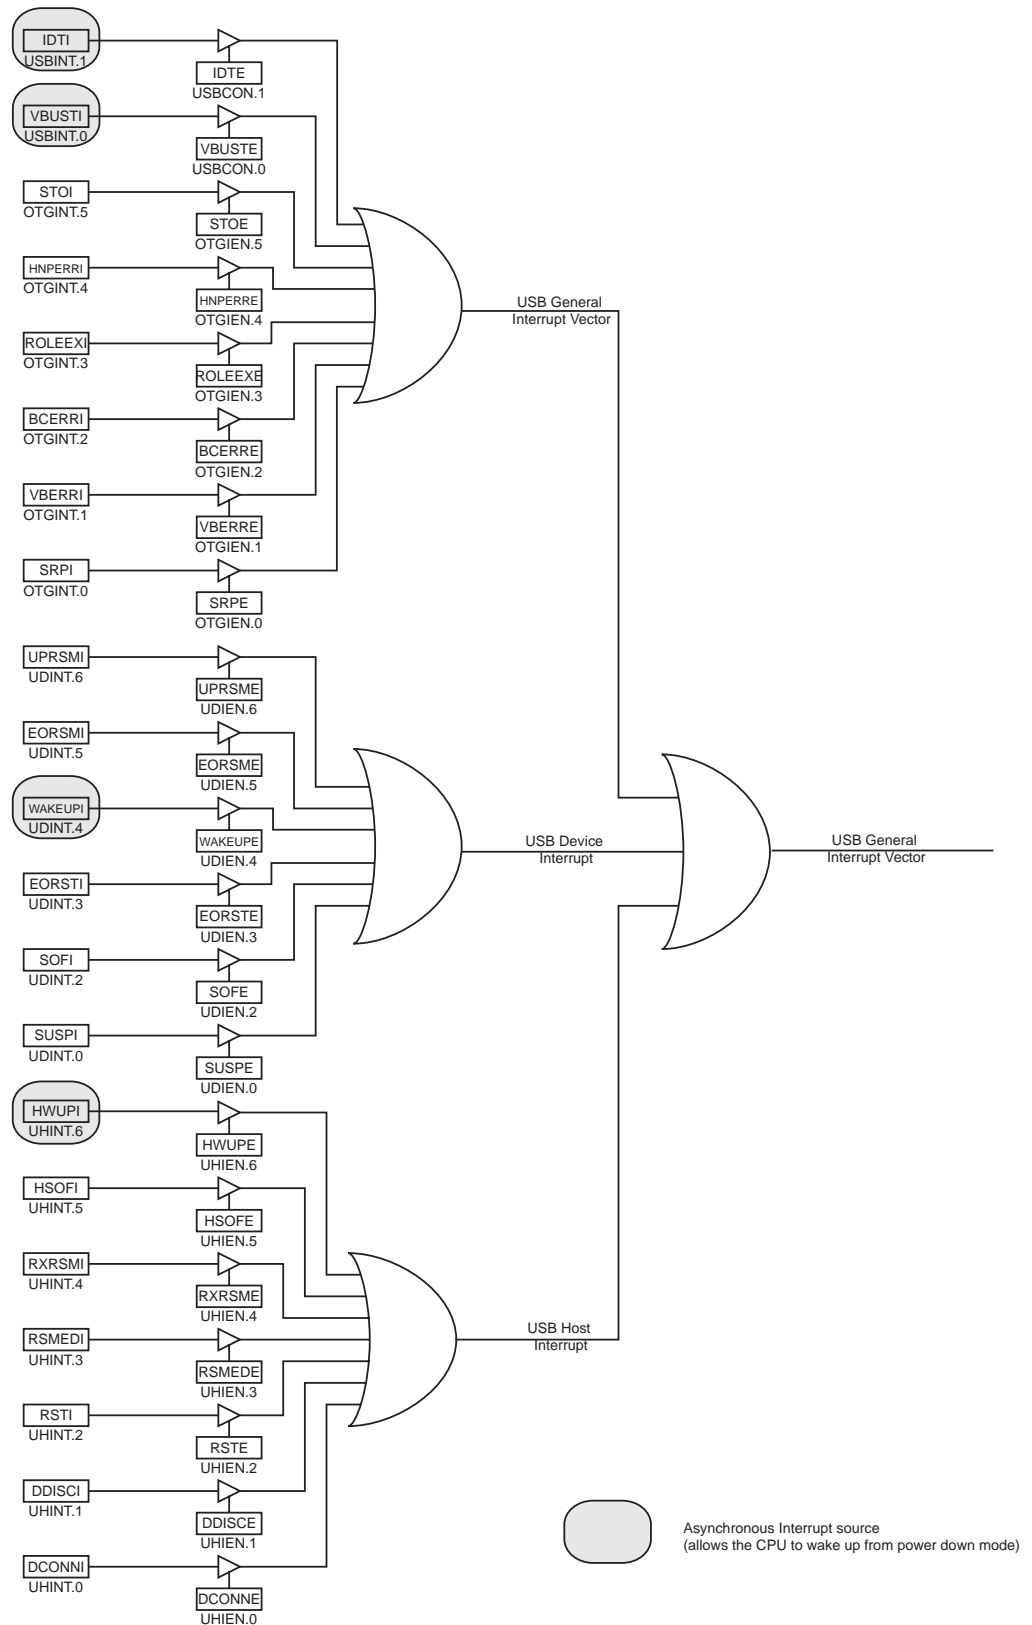 IDTI
USBINT.1
IDTE
USBCON.1
VBUSTI
USBINT.0
VBUSTE
USBCON.0
STOI
OTGINT.5
STOE
OTGIEN.5
HNPERRI
OTGINT.4
HNPERRE
OTGIEN.4
USB General
Interrupt Vector
ROLEEXI
OTGINT.3
ROLEEXE
OTGIEN.3
BCERRI
OTGINT.2
BCERRE
OTGIEN.2
VBERRI
OTGINT.1
VBERRE
OTGIEN.1
SRPI
OTGINT.0
SRPE
OTGIEN.0
UPRSMI
UDINT.6
UPRSME
UDIEN.6
EORSMI
UDINT.5
EORSME
UDIEN.5
WAKEUPI
UDINT.4
WAKEUPE
UDIEN.4
USB Device
Interrupt
USB General
Interrupt Vector
EORSTI
UDINT.3
EORSTE
UDIEN.3
SOFI
UDINT.2
SOFE
UDIEN.2
SUSPI
UDINT.0
SUSPE
UDIEN.0
HWUPI
UHINT.6
HWUPE
UHIEN.6
HSOFI
UHINT.5
HSOFE
UHIEN.5
RXRSMI
UHINT.4
RXRSME
UHIEN.4
USB Host
Interrupt
RSMEDI
UHINT.3
RSMEDE
UHIEN.3
RSTI
UHINT.2
RSTE
UHIEN.2
DDISCI
UHINT.1
DDISCE
UHIEN.1
DCONNI
UHINT.0
DCONNE
UHIEN.0
Asynchronous Interrupt source
(allows the CPU to wake up from power down mode)